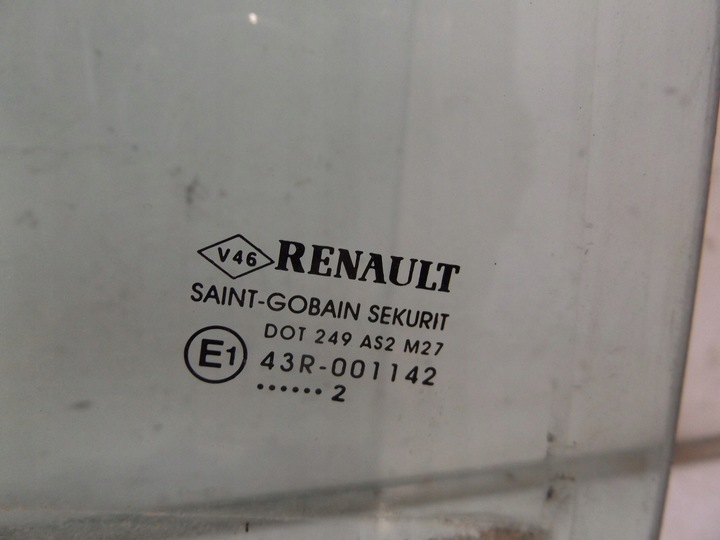 V46 RENAULT
SAINT-GOBAIN SEKURIT
DOT 249 AS2 M27
E1 43R-001142
...... 2